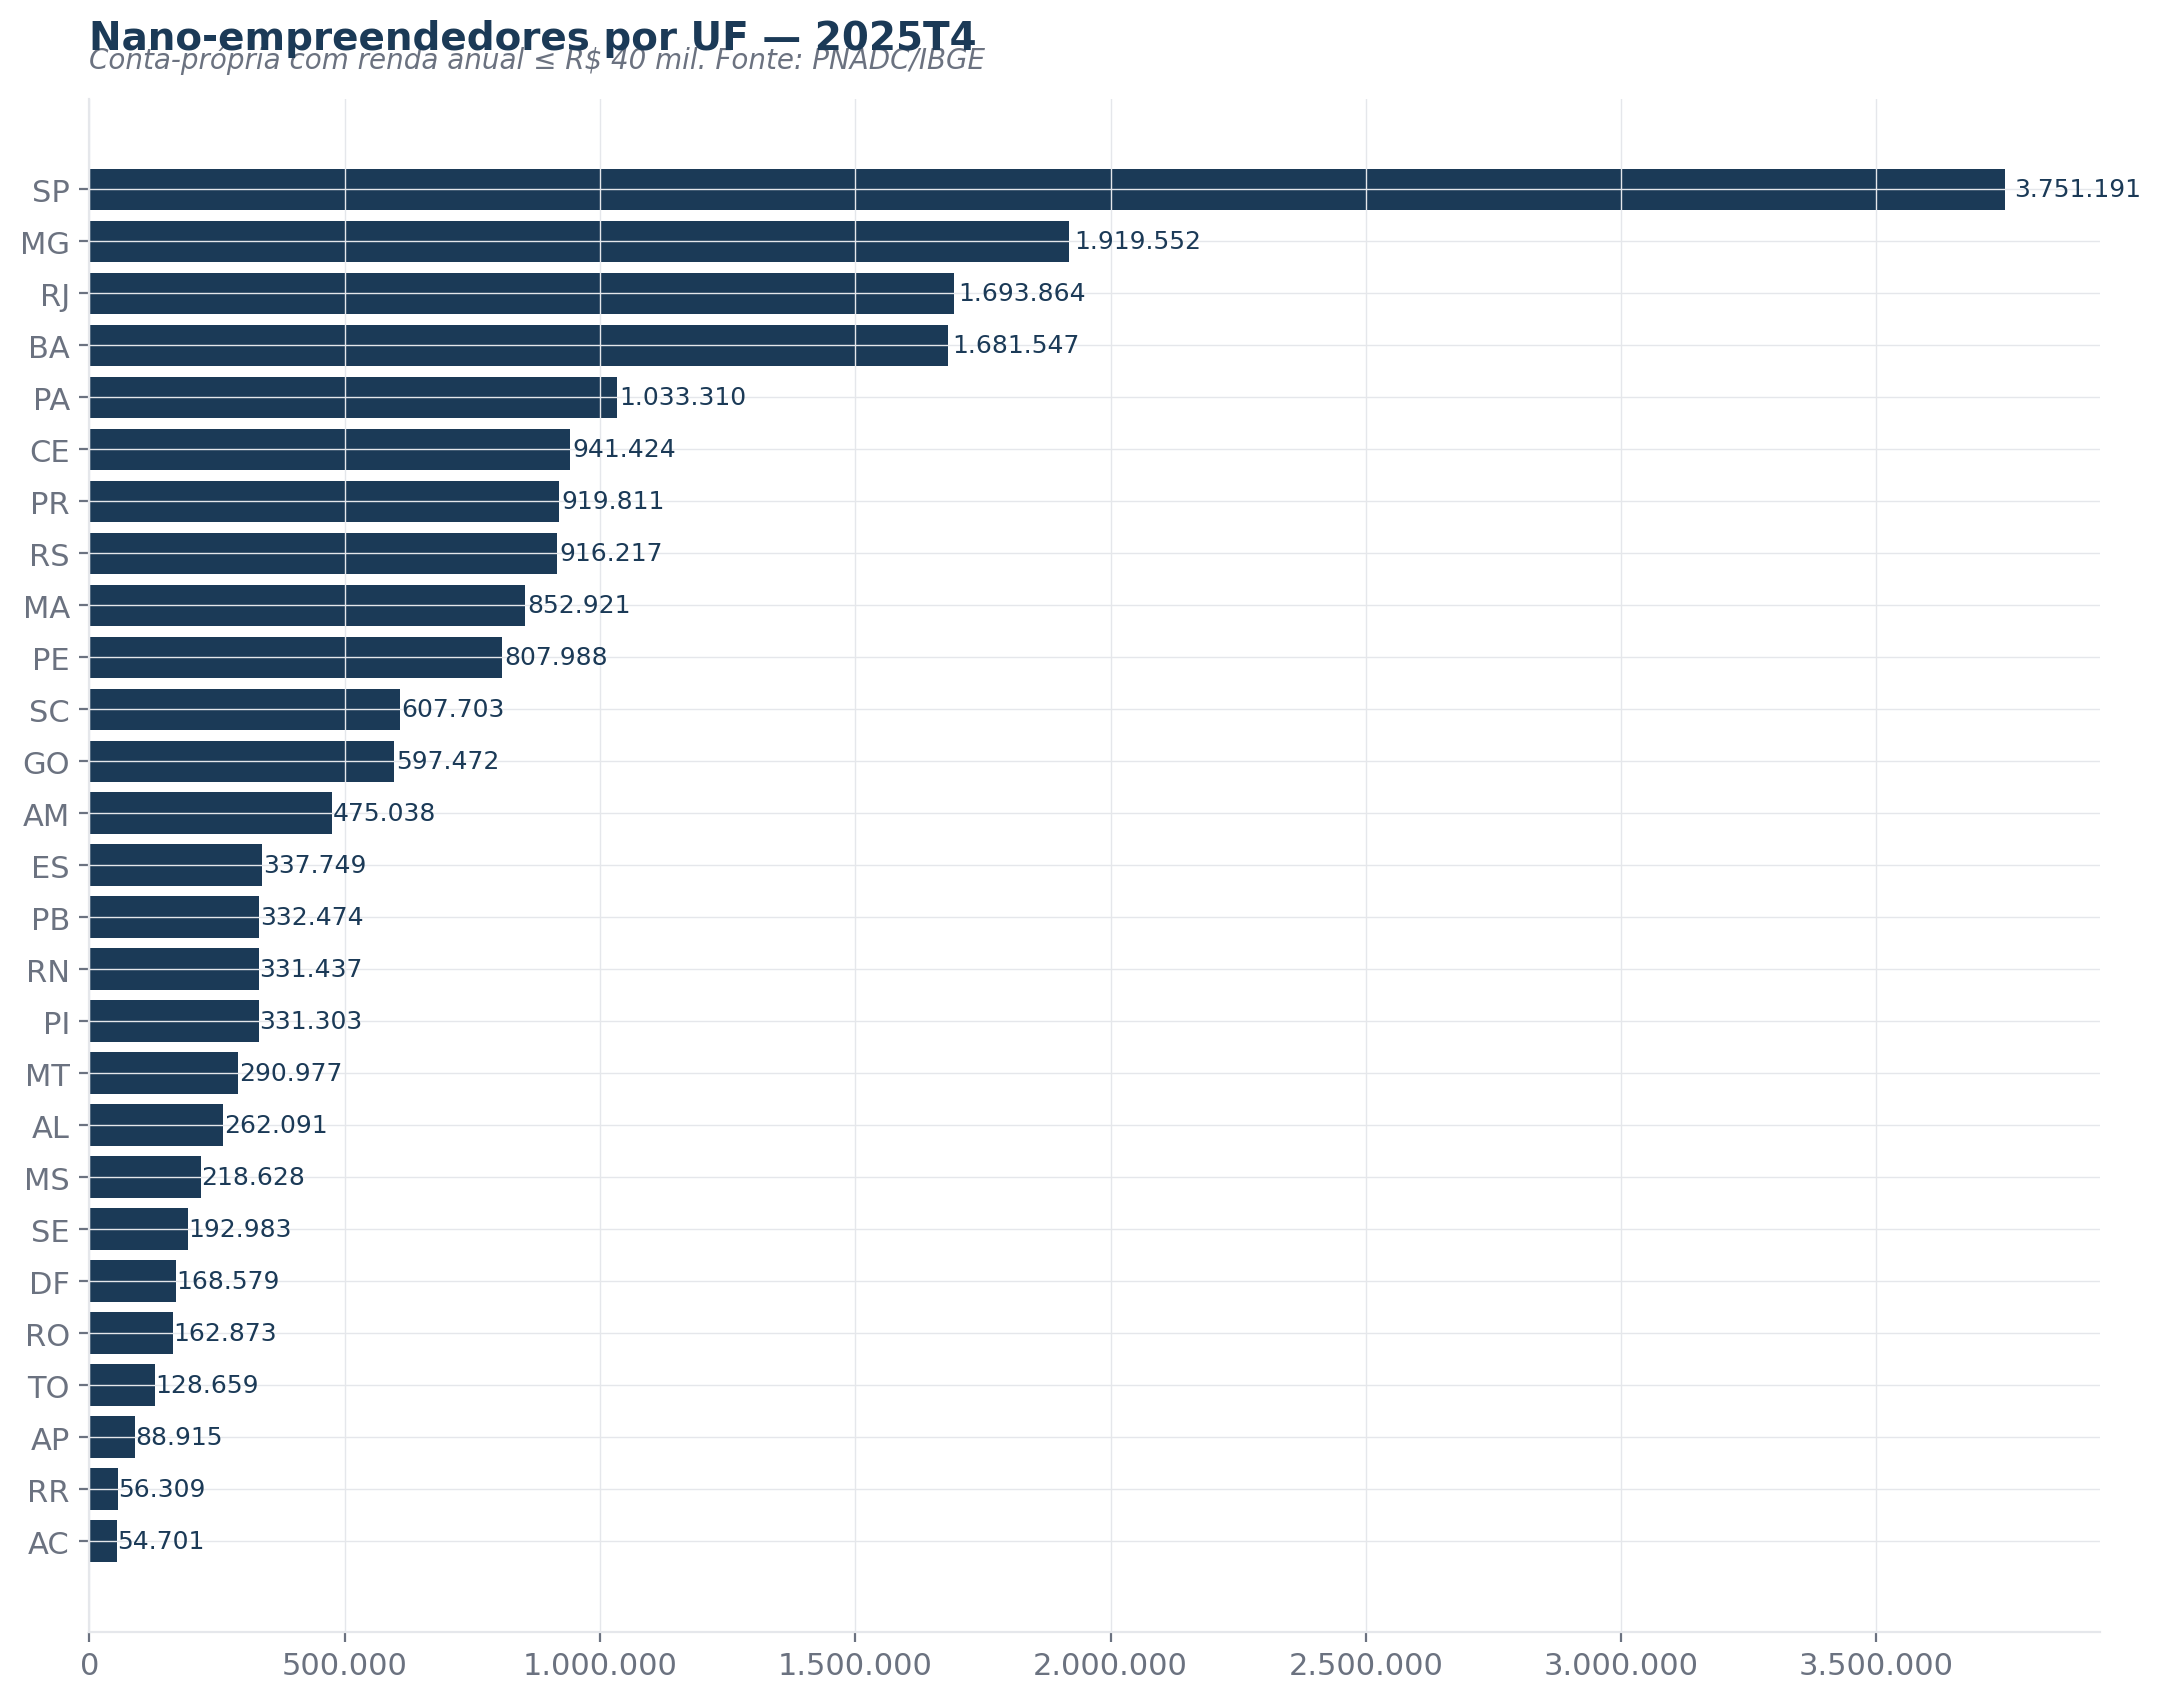 Nano-empreendedores por UF — 2025T4
Conta-própria com renda anual ≤ R$ 40 mil. Fonte: PNADC/IBGE
SP 3.751.191
MG 1.919.552
RJ 1.693.864
BA 1.681.547
PA 1.033.310
CE 941.424
PR 919.811
RS 916.217
MA 852.921
PE 807.988
SC 607.703
GO 597.472
AM 475.038
ES 337.749
PB 332.474
RN 331.437
PI 331.303
MT 290.977
AL 262.091
MS 218.628
SE 192.983
DF 168.579
RO 162.873
TO 128.659
AP 88.915
RR 56.309
AC 54.701
0 500.000 1.000.000 1.500.000 2.000.000 2.500.000 3.000.000 3.500.000